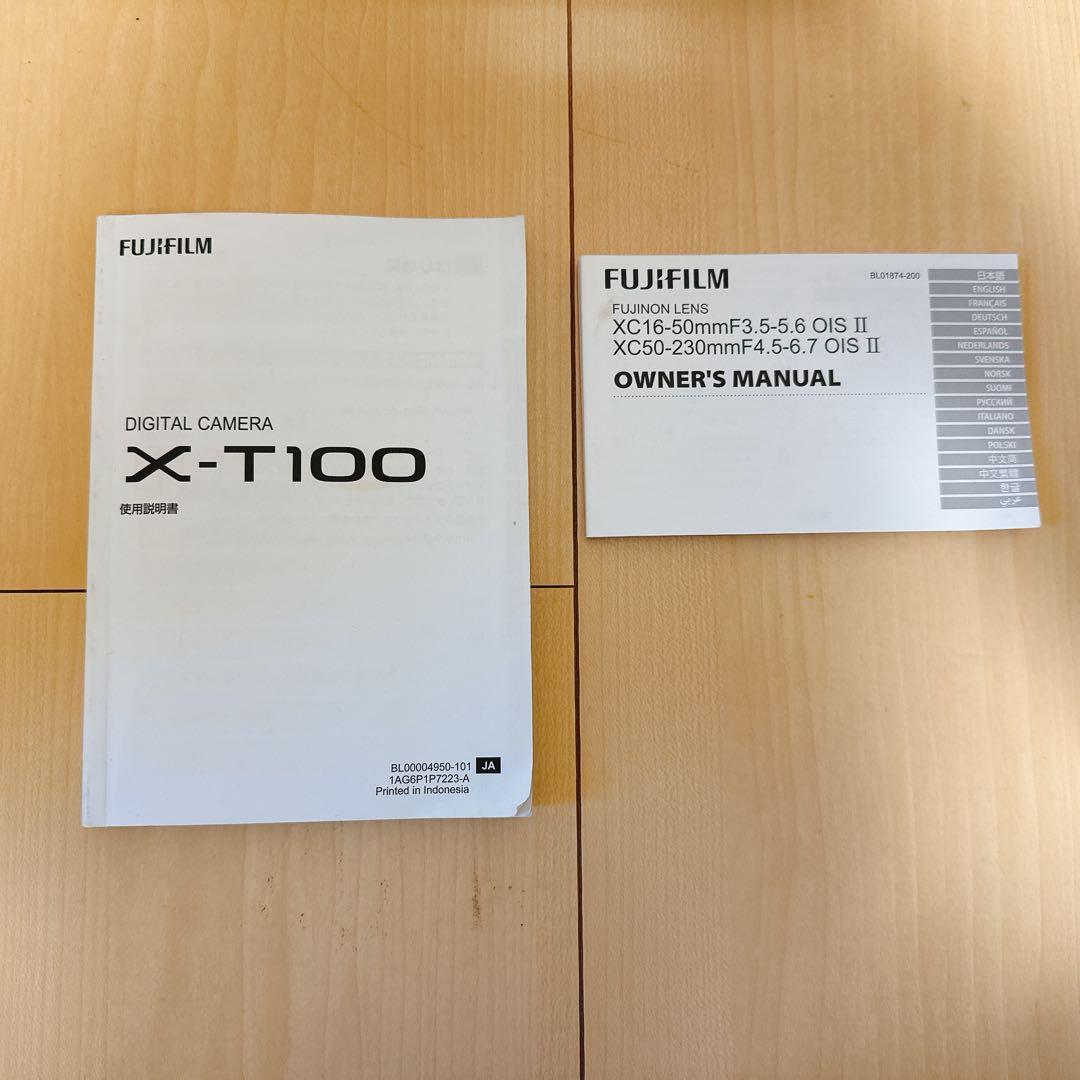 FUJIFILM
DIGITAL CAMERA
X-T100
使用説明書
BL00004950-101 JA
1AG6P1P7223-A
Printed in Indonesia
FUJIFILM
BL01874-200
FUJINON LENS
XC16-50mmF3.5-5.6 OIS II
XC50-230mmF4.5-6.7 OIS II
OWNER'S MANUAL
日本語
ENGLISH
FRANÇAIS
DEUTSCH
ESPAÑOL
NEDERLANDS
SVENSKA
NORSK
SUOMI
РУССКИЙ
ITALIANO
DANSK
POLSKI
中文简
中文繁體
한글
عربي